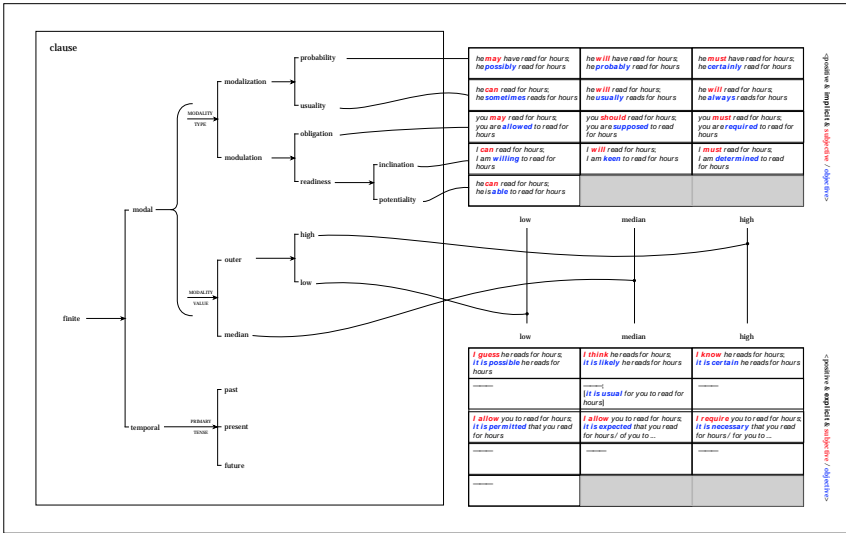 clause
finite
modal
temporal
MODALITY
TYPE
modalization
modulation
probability
usuality
obligation
readiness
inclination
potentiality
MODALITY
VALUE
outer
median
high
low
PRIMARY
TENSE
past
present
future
he may have read for hours;
he possibly read for hours
he will have read for hours;
he probably read for hours
he must have read for hours;
he certainly read for hours
he can read for hours;
he sometimes reads for hours
he will read for hours;
he usually read for hours
he will read for hours;
he always read for hours
you may read for hours;
you are allowed to read for
hours
you should read for hours;
you are supposed to read
for hours
you must read for hours;
you are required to read for
hours
I can read for hours;
I am willing to read for
hours
I will read for hours;
I am keen to read for hours
I must read for hours;
I am determined to read
for hours
he can read for hours;
he is able to read for hours
<positive & implicit & subjective / objective>
low
median
high
low
median
high
I guess he reads for hours;
it is possible he reads for
hours
I think he reads for hours;
it is likely he reads for hours
I know he reads for hours;
it is certain he reads for hours
———
———;
[it is usual for you to read for
hours]
———
I allow you to read for hours;
it is permitted that you read
for hours
I allow you to read for hours;
it is expected that you read
for hours / of you to ...
I require you to read for hours;
it is necessary that you read
for hours / for you to ...
———
———
———
———
<positive & explicit & subjective / objective>